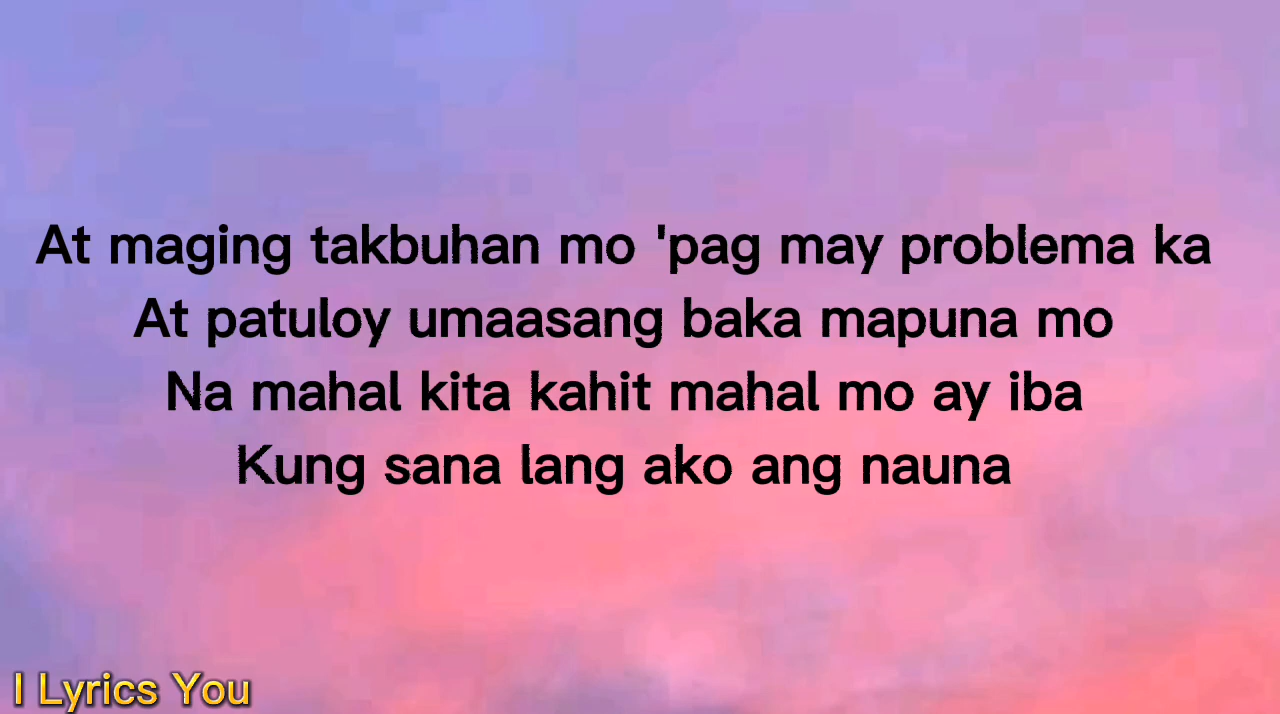 At maging takbuhan mo 'pag may problema ka
At patuloy umaasang baka mapuna mo
Na mahal kita kahit mahal mo ay iba
Kung sana lang ako ang nauna
I Lyrics You